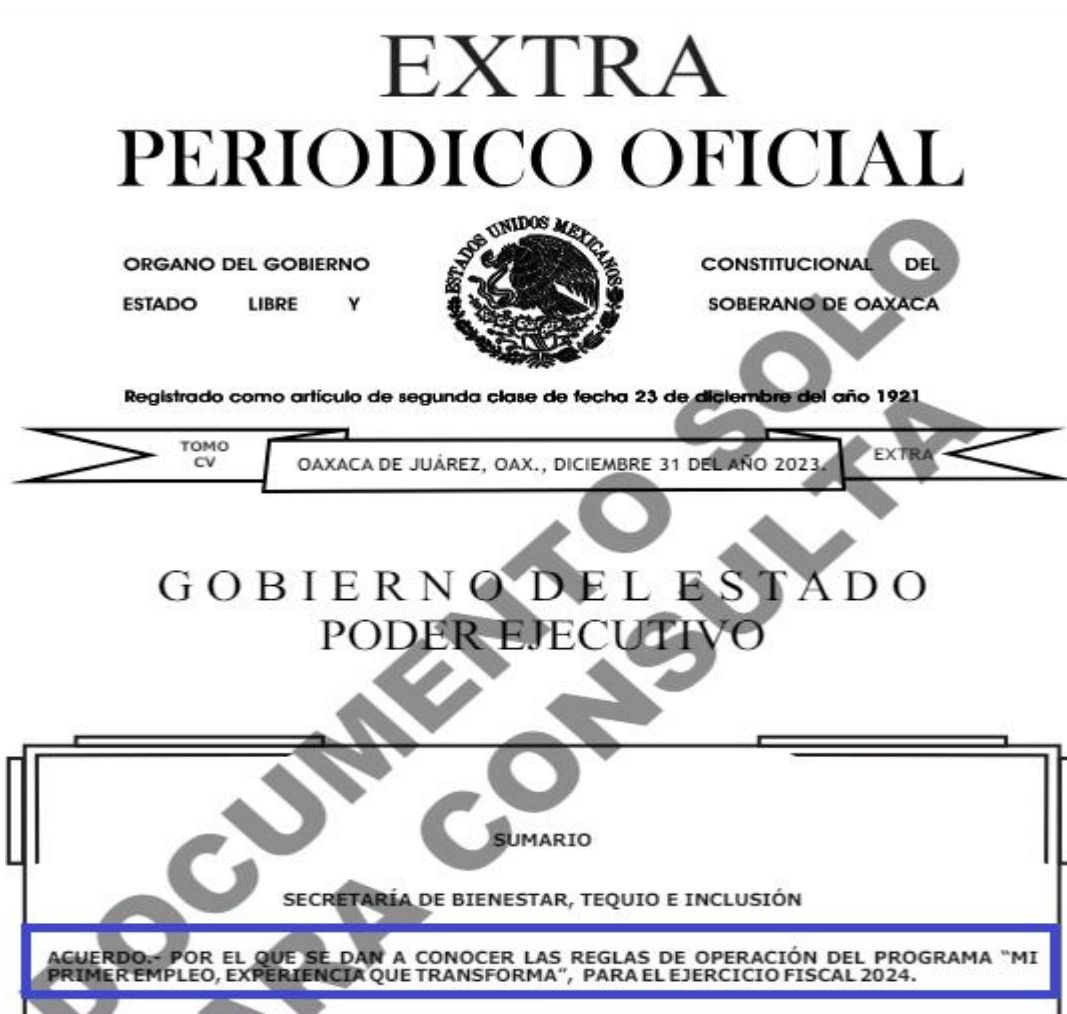 EXTRA
PERIODICO OFICIAL
ORGANO DEL GOBIERNO
ESTADO LIBRE Y
ESTADOS UNIDOS MEXICANOS
CONSTITUCIONAL DEL
SOBERANO DE OAXACA
Registrado como artículo de segunda clase de fecha 23 de diciembre del año 1921
TOMO
CV
OAXACA DE JUÁREZ, OAX., DICIEMBRE 31 DEL AÑO 2023.
EXTRA
GOBIERNO DEL ESTADO
PODER EJECUTIVO
SUMARIO
SECRETARÍA DE BIENESTAR, TEQUIO E INCLUSIÓN
ACUERDO.- POR EL QUE SE DAN A CONOCER LAS REGLAS DE OPERACIÓN DEL PROGRAMA “MI
PRIMER EMPLEO, EXPERIENCIA QUE TRANSFORMA”, PARA EL EJERCICIO FISCAL 2024.
DOCUMENTO SOLO
PARA CONSULTA